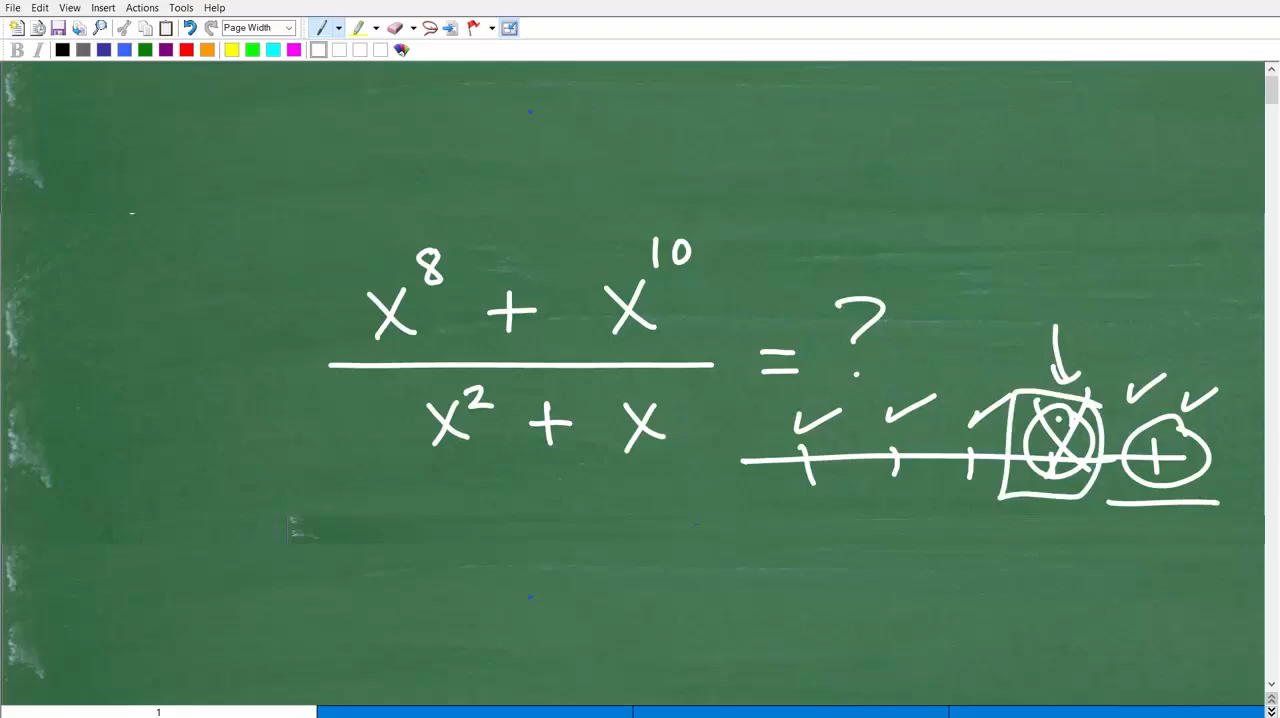 File Edit View Insert Actions Tools Help
Page Width
B I
x⁸ + x¹⁰
= ?
x² + x
1